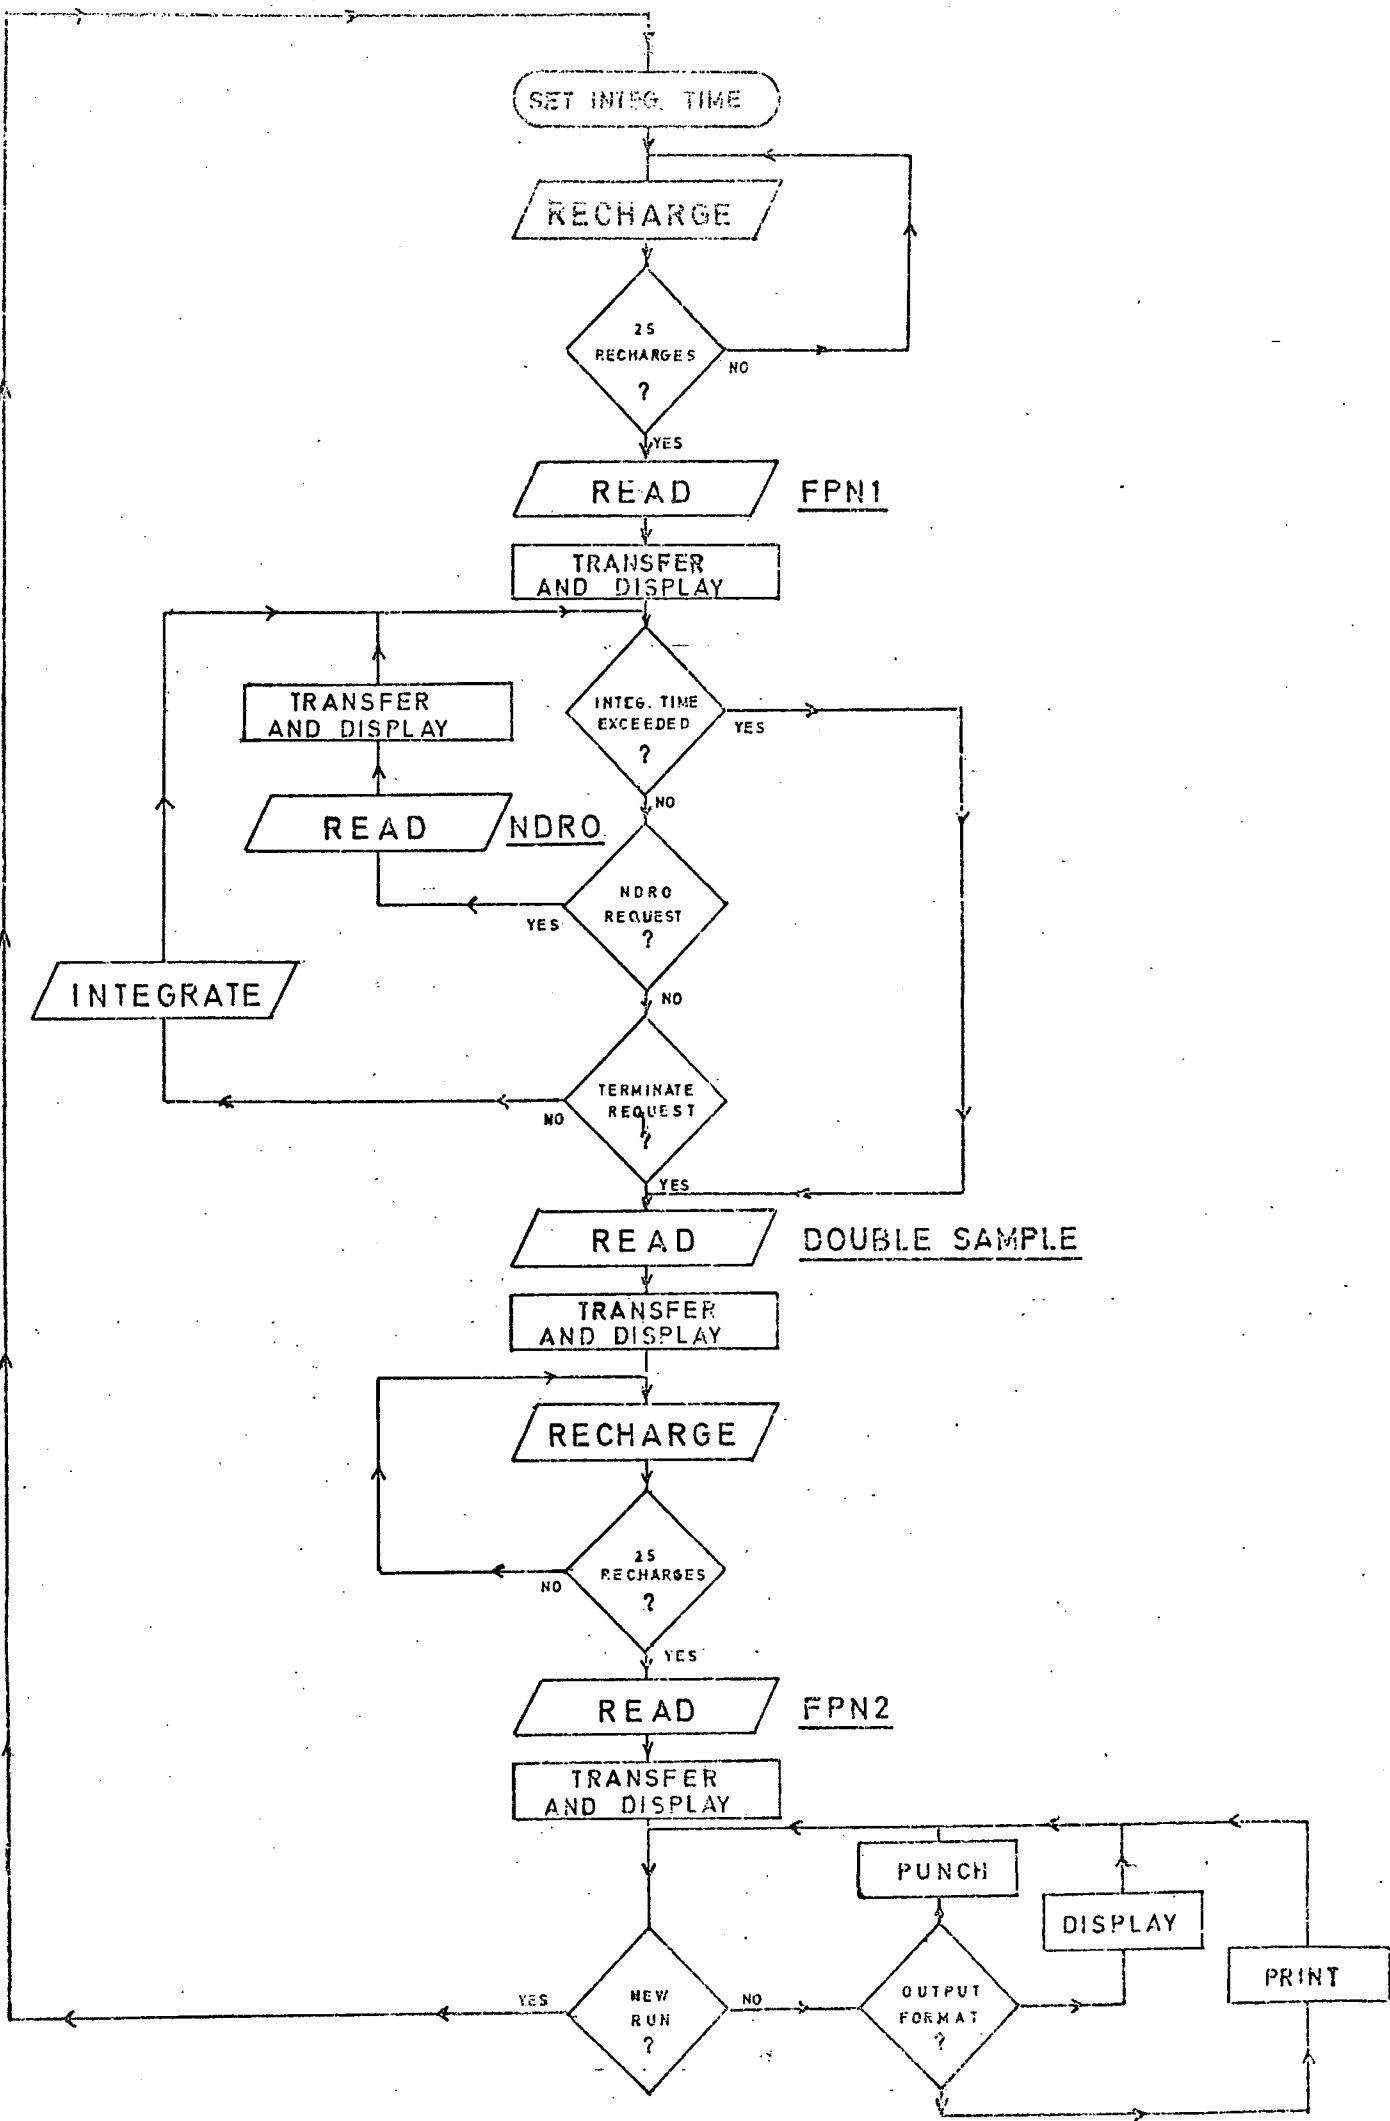 SET INTEG. TIME
RECHARGE
25
RECHARGES
?
NO
YES
READ
FPN1
TRANSFER
AND DISPLAY
TRANSFER
AND DISPLAY
INTEG. TIME
EXCEEDED
?
YES
NO
READ
NDRO
NDRO
REQUEST
?
YES
NO
INTEGRATE
TERMINATE
REQUEST
?
NO
YES
READ
DOUBLE SAMPLE
TRANSFER
AND DISPLAY
RECHARGE
25
RECHARGES
?
NO
YES
READ
FPN2
TRANSFER
AND DISPLAY
PUNCH
DISPLAY
PRINT
NEW
RUN
?
YES
NO
OUTPUT
FORMAT
?